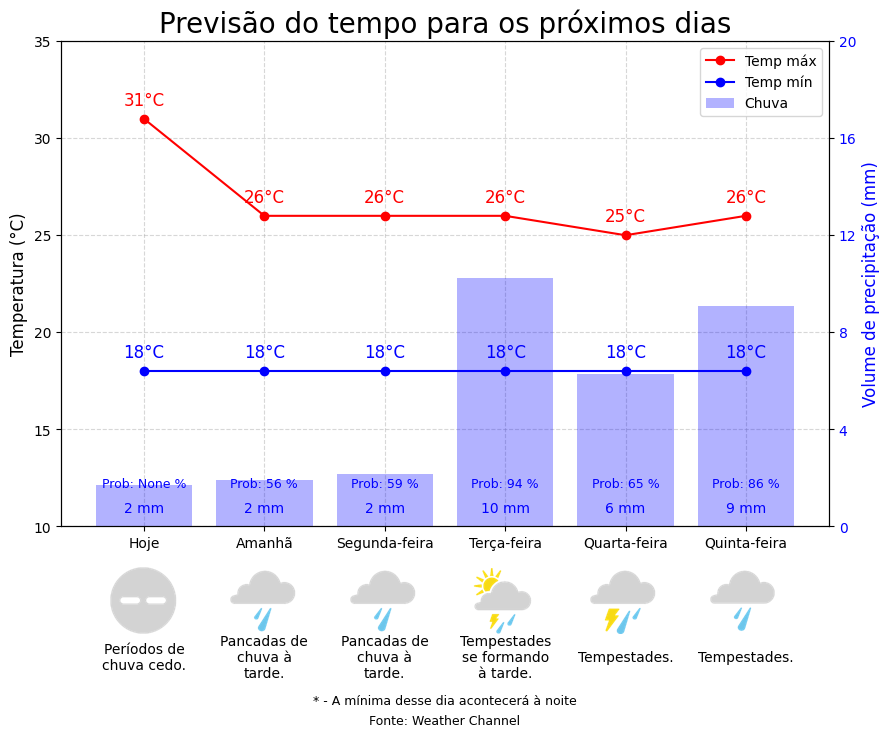 Previsão do tempo para os próximos dias
35
30
25
20
15
10
Temperatura (°C)
20
16
12
8
4
0
Volume de precipitação (mm)
Temp máx
Temp mín
Chuva
31°C
26°C
26°C
26°C
25°C
26°C
18°C
18°C
18°C
18°C
18°C
18°C
Prob: None %
Prob: 56 %
Prob: 59 %
Prob: 94 %
Prob: 65 %
Prob: 86 %
2 mm
2 mm
2 mm
10 mm
6 mm
9 mm
Hoje
Amanhã
Segunda-feira
Terça-feira
Quarta-feira
Quinta-feira
Períodos de
chuva cedo.
Pancadas de
chuva à
tarde.
Pancadas de
chuva à
tarde.
Tempestades
se formando
à tarde.
Tempestades.
Tempestades.
* - A mínima desse dia acontecerá à noite
Fonte: Weather Channel